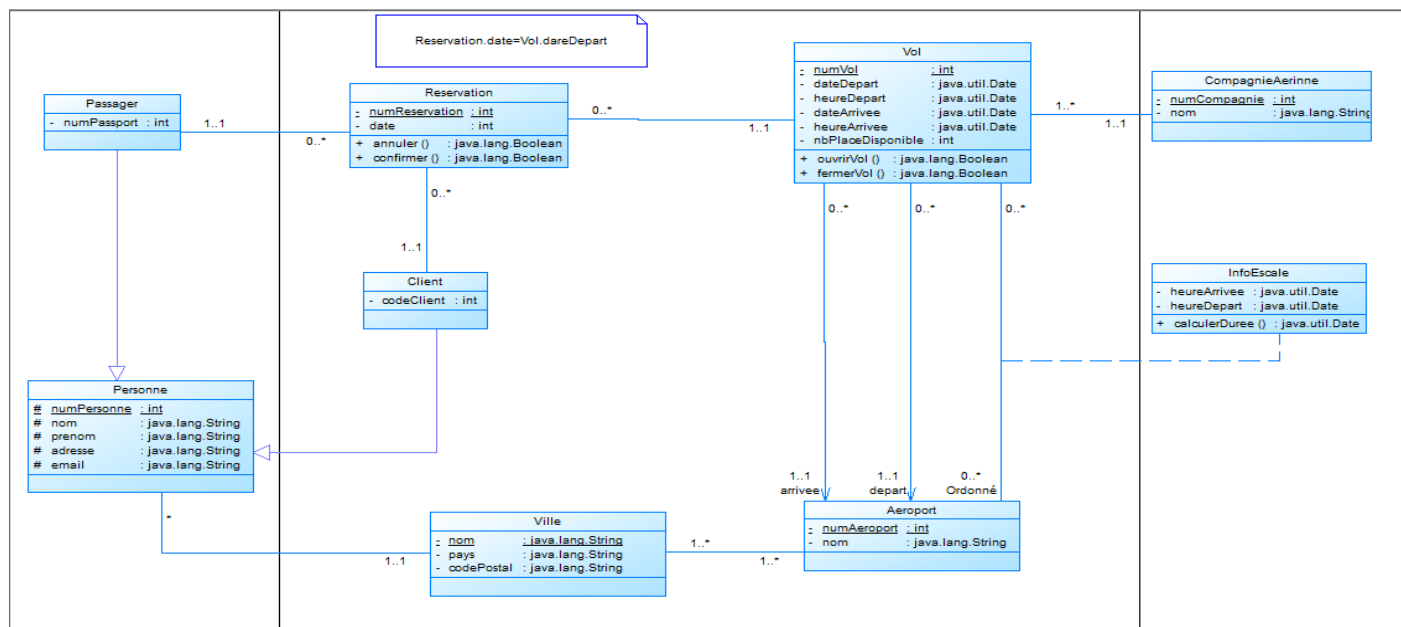 Reservation.date=Vol.dareDepart
Passager
- numPassport : int
1..1
0..*
Reservation
- numReservation : int
- date : int
+ annuler () : java.lang.Boolean
+ confirmer () : java.lang.Boolean
0..*
1..1
Vol
- numVol : int
- dateDepart : java.util.Date
- heureDepart : java.util.Date
- dateArrivee : java.util.Date
- heureArrivee : java.util.Date
- nbPlaceDisponible : int
+ ouvrirVol () : java.lang.Boolean
+ fermerVol () : java.lang.Boolean
1..*
1..1
CompagnieAerinne
- numCompagnie : int
- nom : java.lang.String
0..*
1..1
Client
- codeClient : int
0..*
0..*
0..*
InfoEscale
- heureArrivee : java.util.Date
- heureDepart : java.util.Date
+ calculerDuree () : java.util.Date
Personne
# numPersonne : int
# nom : java.lang.String
# prenom : java.lang.String
# adresse : java.lang.String
# email : java.lang.String
1..1
arrivee
1..1
depart
0..*
Ordonné
*
1..1
Ville
- nom : java.lang.String
- pays : java.lang.String
- codePostal : java.lang.String
1..*
1..*
Aeroport
- numAeroport : int
- nom : java.lang.String